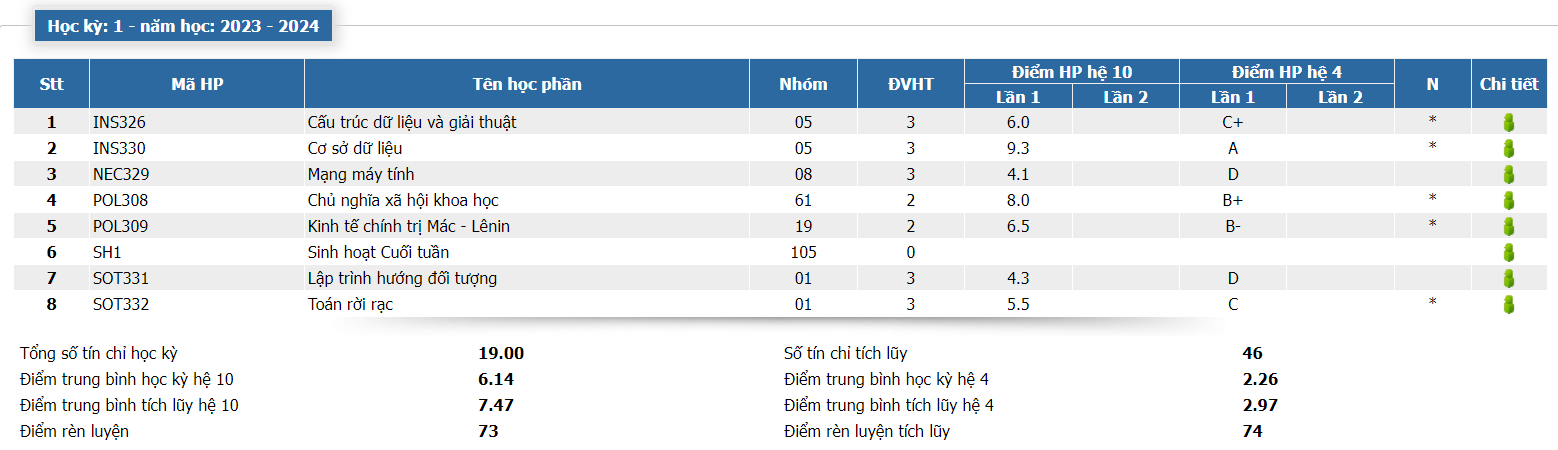 Học kỳ: 1 - năm học: 2023 - 2024
Stt Mã HP Tên học phần Nhóm ĐVHT Điểm HP hệ 10 Điểm HP hệ 4 N Chi tiết
Lần 1 Lần 2 Lần 1 Lần 2
1 INS326 Cấu trúc dữ liệu và giải thuật 05 3 6.0 C+ *
2 INS330 Cơ sở dữ liệu 05 3 9.3 A *
3 NEC329 Mạng máy tính 08 3 4.1 D
4 POL308 Chủ nghĩa xã hội khoa học 61 2 8.0 B+ *
5 POL309 Kinh tế chính trị Mác - Lênin 19 2 6.5 B- *
6 SH1 Sinh hoạt Cuối tuần 105 0
7 SOT331 Lập trình hướng đối tượng 01 3 4.3 D
8 SOT332 Toán rời rạc 01 3 5.5 C *
Tổng số tín chỉ học kỳ 19.00 Số tín chỉ tích lũy 46
Điểm trung bình học kỳ hệ 10 6.14 Điểm trung bình học kỳ hệ 4 2.26
Điểm trung bình tích lũy hệ 10 7.47 Điểm trung bình tích lũy hệ 4 2.97
Điểm rèn luyện 73 Điểm rèn luyện tích lũy 74